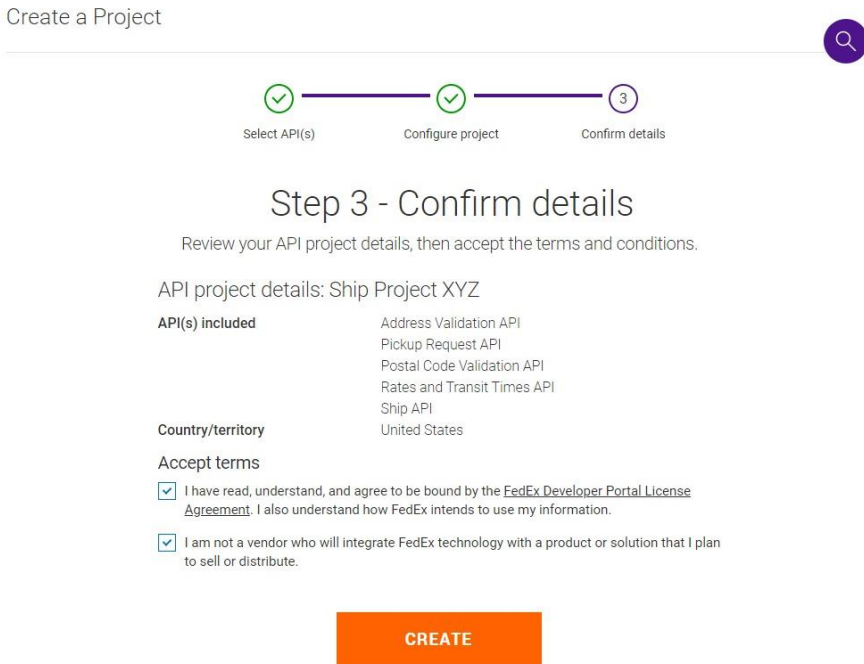 Create a Project
3
Select API(s) Configure project Confirm details
Step 3 - Confirm details
Review your API project details, then accept the terms and conditions.
API project details: Ship Project XYZ
API(s) included Address Validation API
Pickup Request API
Postal Code Validation API
Rates and Transit Times API
Ship API
Country/territory United States
Accept terms
I have read, understand, and agree to be bound by the FedEx Developer Portal License
Agreement. I also understand how FedEx intends to use my information.
I am not a vendor who will integrate FedEx technology with a product or solution that I plan
to sell or distribute.
CREATE